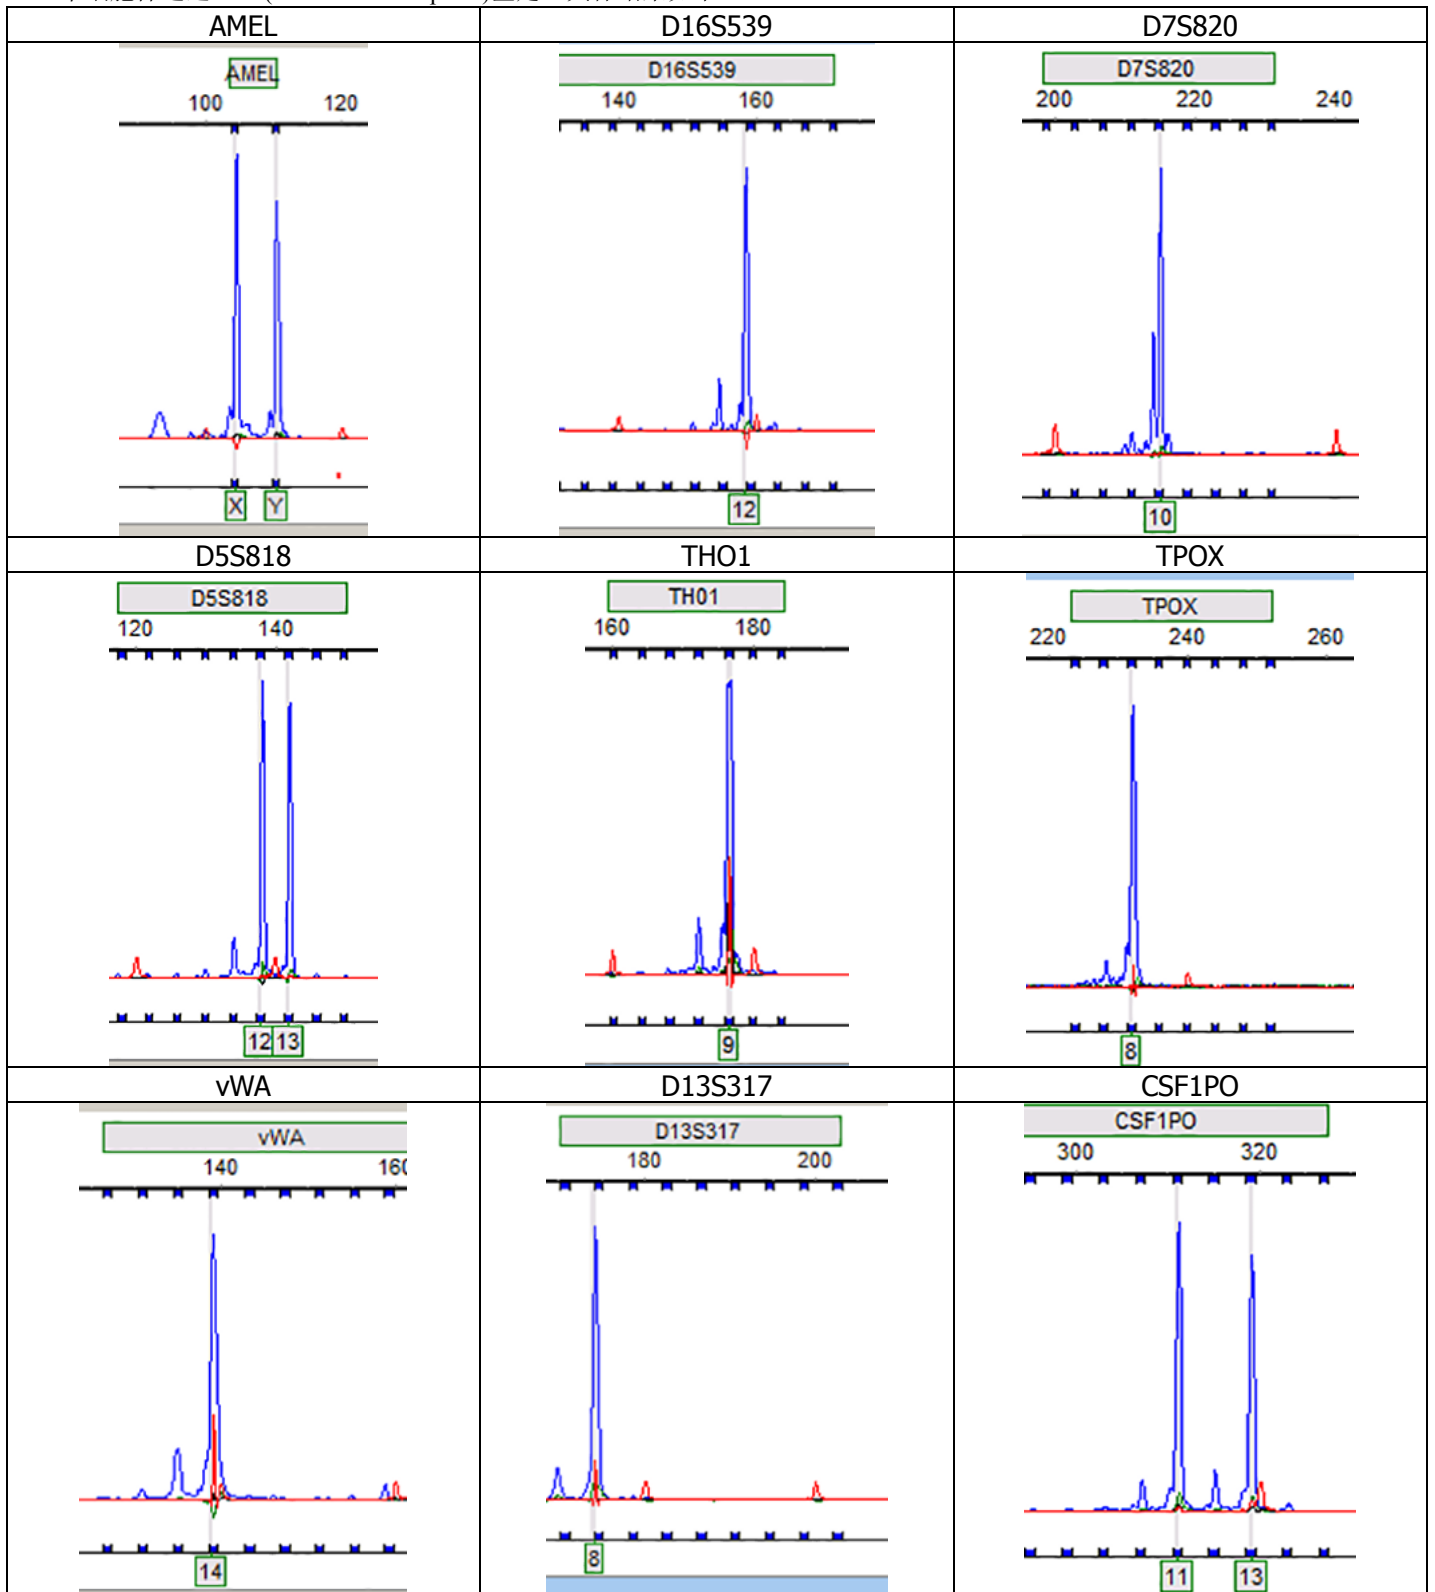 AMEL D16S539 D7S820
AMEL D16S539 D7S820
100 120 140 160 200 220 240
X Y 12 10
D5S818 THO1 TPOX
D5S818 TH01 TPOX
120 140 160 180 220 240 260
12 13 9 8
vWA D13S317 CSF1PO
vWA D13S317 CSF1PO
140 160 180 200 300 320
14 8 11 13